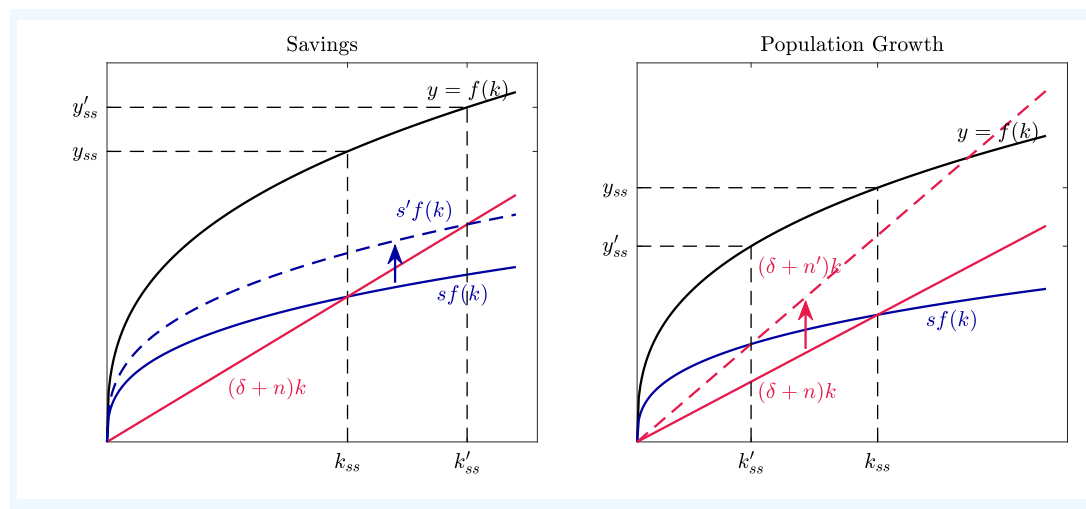 Savings
y = f(k)
y′ss
yss
s′f(k)
sf(k)
(δ + n)k
kss
k′ss
Population Growth
y = f(k)
yss
y′ss
(δ + n′)k
sf(k)
(δ + n)k
k′ss
kss